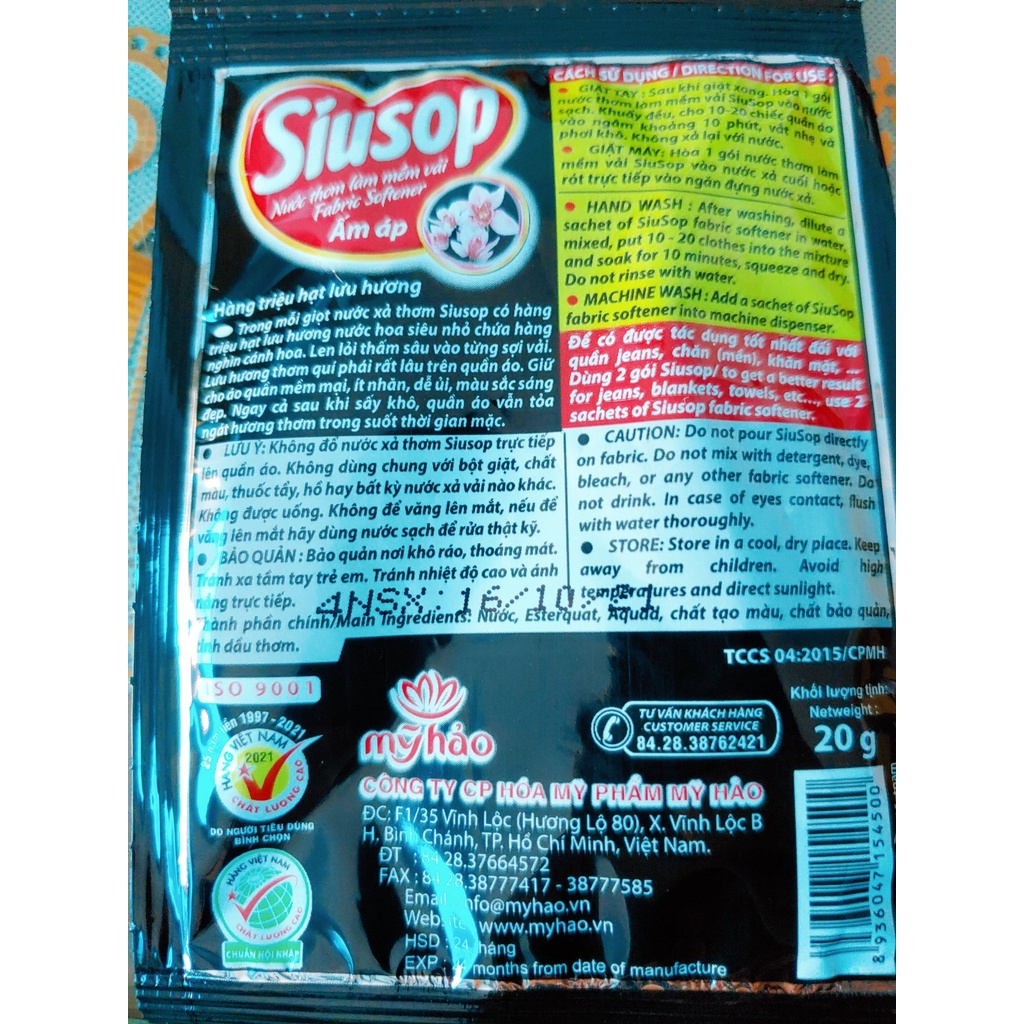 Siusop
Nước thơm làm mềm vải
Fabric Softener
Ấm áp
Hàng triệu hạt lưu hương
Trong mỗi giọt nước xả thơm Siusop có hàng
triệu hạt lưu hương nước hoa siêu nhỏ chứa hàng
nghìn cánh hoa. Len lỏi thấm sâu vào từng sợi vải.
Lưu hương thơm quí phái rất lâu trên quần áo. Giữ
cho áo quần mềm mại, ít nhăn, dễ ủi, màu sắc sáng
đẹp. Ngay cả sau khi sấy khô, quần áo vẫn tỏa
ngát hương thơm trong suốt thời gian mặc.
CÁCH SỬ DỤNG / DIRECTION FOR USE :
• GIẶT TAY : Sau khi giặt xong. Hòa 1 gói
nước thơm làm mềm vải SiuSop vào nước
sạch. Khuấy đều, cho 10-20 chiếc quần áo
vào ngâm khoảng 10 phút, vắt nhẹ và
phơi khô. Không xả lại với nước.
• GIẶT MÁY: Hòa 1 gói nước thơm làm
mềm vải SiuSop vào nước xả cuối hoặc
rót trực tiếp vào ngăn đựng nước xả.
• HAND WASH : After washing, dilute a
sachet of SiuSop fabric softener in water,
mixed, put 10 - 20 clothes into the mixture
and soak for 10 minutes, squeeze and dry.
Do not rinse with water.
• MACHINE WASH : Add a sachet of SiuSop
fabric softener into machine dispenser.
Để có được tác dụng tốt nhất đối với
quần jeans, chăn (mền), khăn mặt, ...
Dùng 2 gói Siusop/ to get a better result
for jeans, blankets, towels, etc..., use 2
sachets of Siusop fabric softener.
• LƯU Ý: Không đổ nước xả thơm Siusop trực tiếp
lên quần áo. Không dùng chung với bột giặt, chất
màu, thuốc tẩy, hồ hay bất kỳ nước xả vải nào khác.
Không được uống. Không để văng lên mắt, nếu để
văng lên mắt hãy dùng nước sạch để rửa thật kỹ.
• BẢO QUẢN : Bảo quản nơi khô ráo, thoáng mát.
Tránh xa tầm tay trẻ em. Tránh nhiệt độ cao và ánh
nắng trực tiếp.
• CAUTION: Do not pour SiuSop directly
on fabric. Do not mix with detergent, dye,
bleach, or any other fabric softener. Do
not drink. In case of eyes contact, flush
with water thoroughly.
• STORE: Store in a cool, dry place. Keep
away from children. Avoid high
temperatures and direct sunlight.
4NSX: 16/10/21
Thành phần chính/Main Ingredients: Nước, Esterquat, Aquad, chất tạo màu, chất bảo quản,
tinh dầu thơm.
TCCS 04:2015/CPMH
ISO 9001
1997 - 2021
HÀNG VIỆT NAM
2021
CHẤT LƯỢNG CAO
DO NGƯỜI TIÊU DÙNG
BÌNH CHỌN
HÀNG VIỆT NAM
CHẤT LƯỢNG CAO
CHUẨN HỘI NHẬP
mỹhảo
TƯ VẤN KHÁCH HÀNG
CUSTOMER SERVICE
84.28.38762421
Khối lượng tịnh:
Netweight :
20 g
CÔNG TY CP HÓA MỸ PHẨM MỸ HẢO
ĐC: F1/35 Vĩnh Lộc (Hương Lộ 80), X. Vĩnh Lộc B
H. Bình Chánh, TP. Hồ Chí Minh, Việt Nam.
ĐT : 84 28.37664572
FAX : 84 28.38777417 - 38777585
Email: info@myhao.vn
Website: www.myhao.vn
HSD : 24 tháng
EXP : months from date of manufacture
8 936047 154500